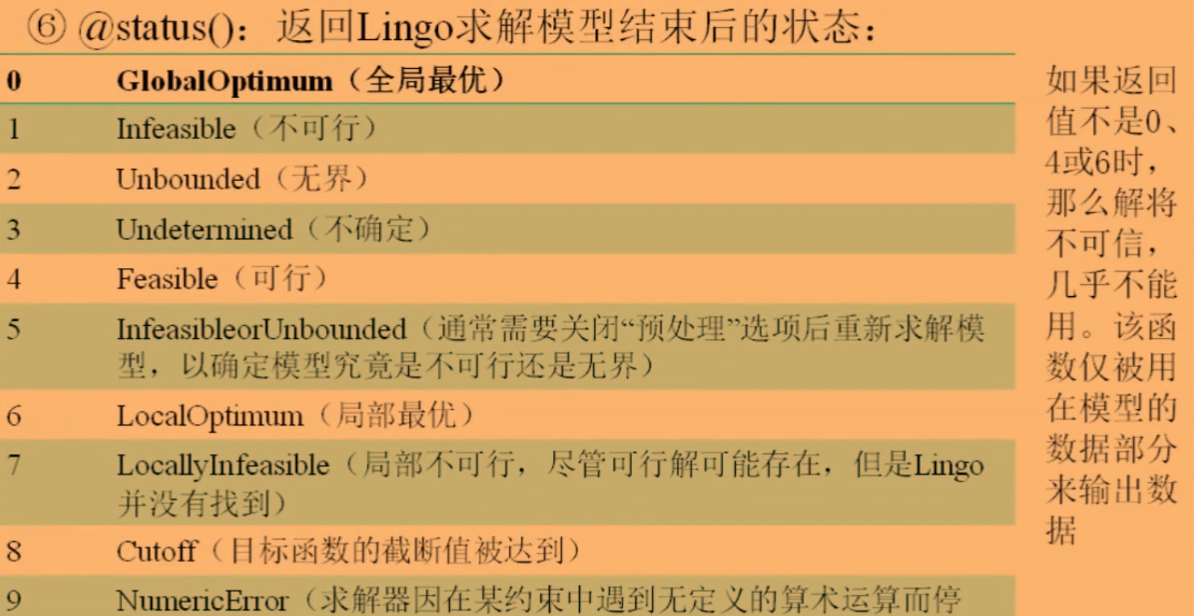 ⑥ @status()：返回Lingo求解模型结束后的状态：
0 GlobalOptimum（全局最优）
1 Infeasible（不可行）
2 Unbounded（无界）
3 Undetermined（不确定）
4 Feasible（可行）
5 InfeasibleorUnbounded（通常需要关闭“预处理”选项后重新求解模
型，以确定模型究竟是不可行还是无界）
6 LocalOptimum（局部最优）
7 LocallyInfeasible（局部不可行，尽管可行解可能存在，但是Lingo
并没有找到）
8 Cutoff（目标函数的截断值被达到）
9 NumericError（求解器因在某约束中遇到无定义的算术运算而停
如果返回
值不是0、
4或6时，
那么解将
不可信，
几乎不能
用。该函
数仅被用
在模型的
数据部分
来输出数
据